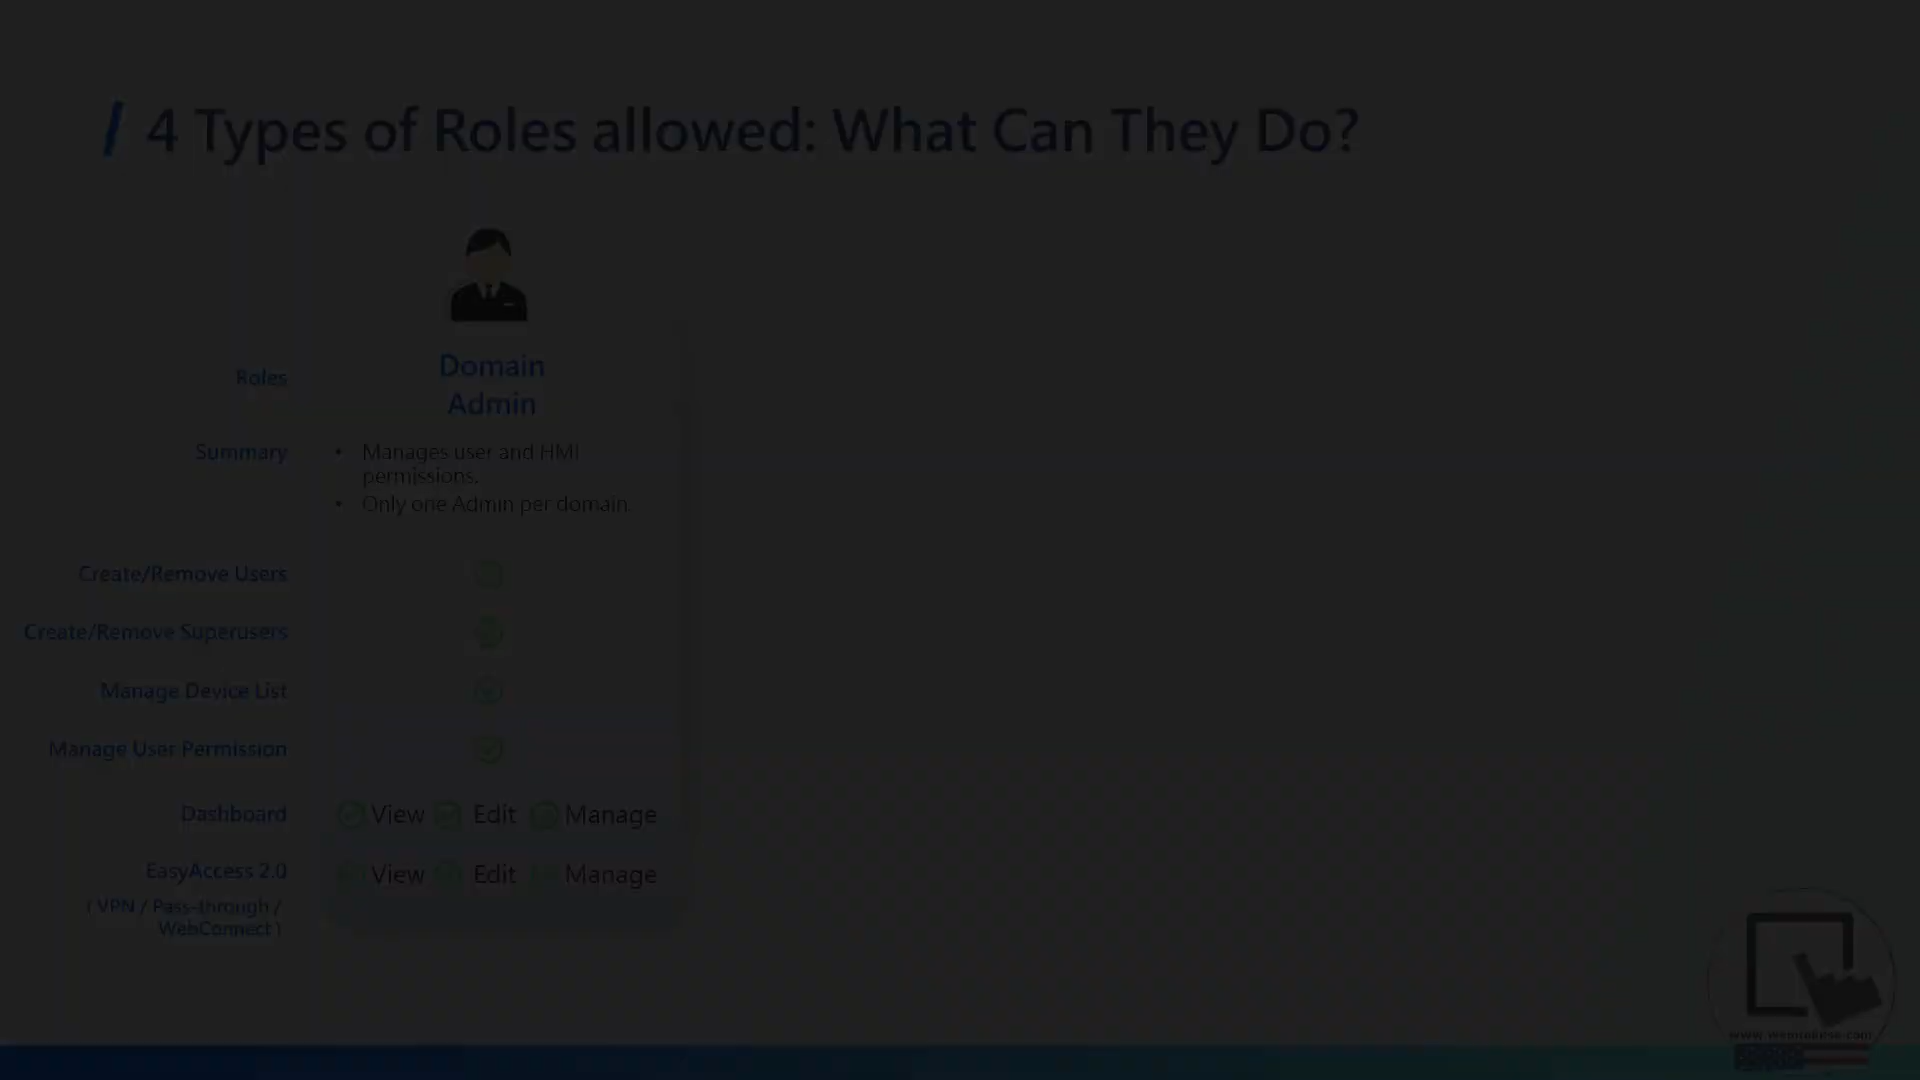 4 Types of Roles allowed: What Can They Do?
Roles
Domain
Admin
Summary
• Manages user and HMI
permissions.
• Only one Admin per domain.
Create/Remove Users
Create/Remove Superusers
Manage Device List
Manage User Permission
Dashboard
View Edit Manage
EasyAccess 2.0
View Edit Manage
( VPN / Pass-through /
WebConnect )